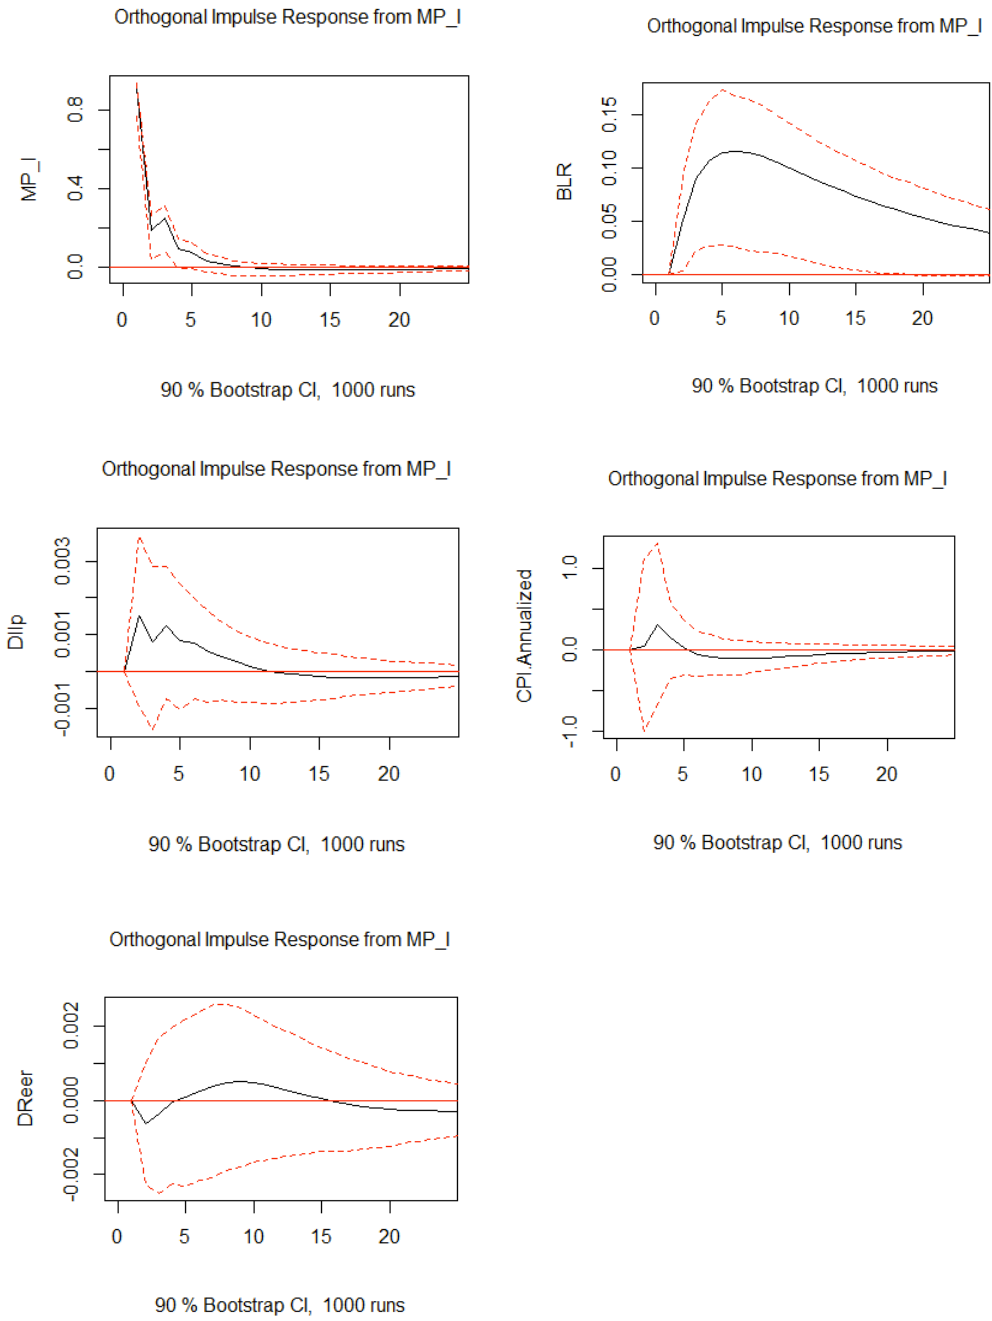 Orthogonal Impulse Response from MP_I
MP_I
0.8
0.4
0.0
0 5 10 15 20
90 % Bootstrap CI, 1000 runs
Orthogonal Impulse Response from MP_I
BLR
0.15
0.10
0.05
0.00
0 5 10 15 20
90 % Bootstrap CI, 1000 runs
Orthogonal Impulse Response from MP_I
DIIp
0.003
0.001
-0.001
0 5 10 15 20
90 % Bootstrap CI, 1000 runs
Orthogonal Impulse Response from MP_I
CPI.Annualized
1.0
0.0
-1.0
0 5 10 15 20
90 % Bootstrap CI, 1000 runs
Orthogonal Impulse Response from MP_I
DReer
0.002
0.000
-0.002
0 5 10 15 20
90 % Bootstrap CI, 1000 runs